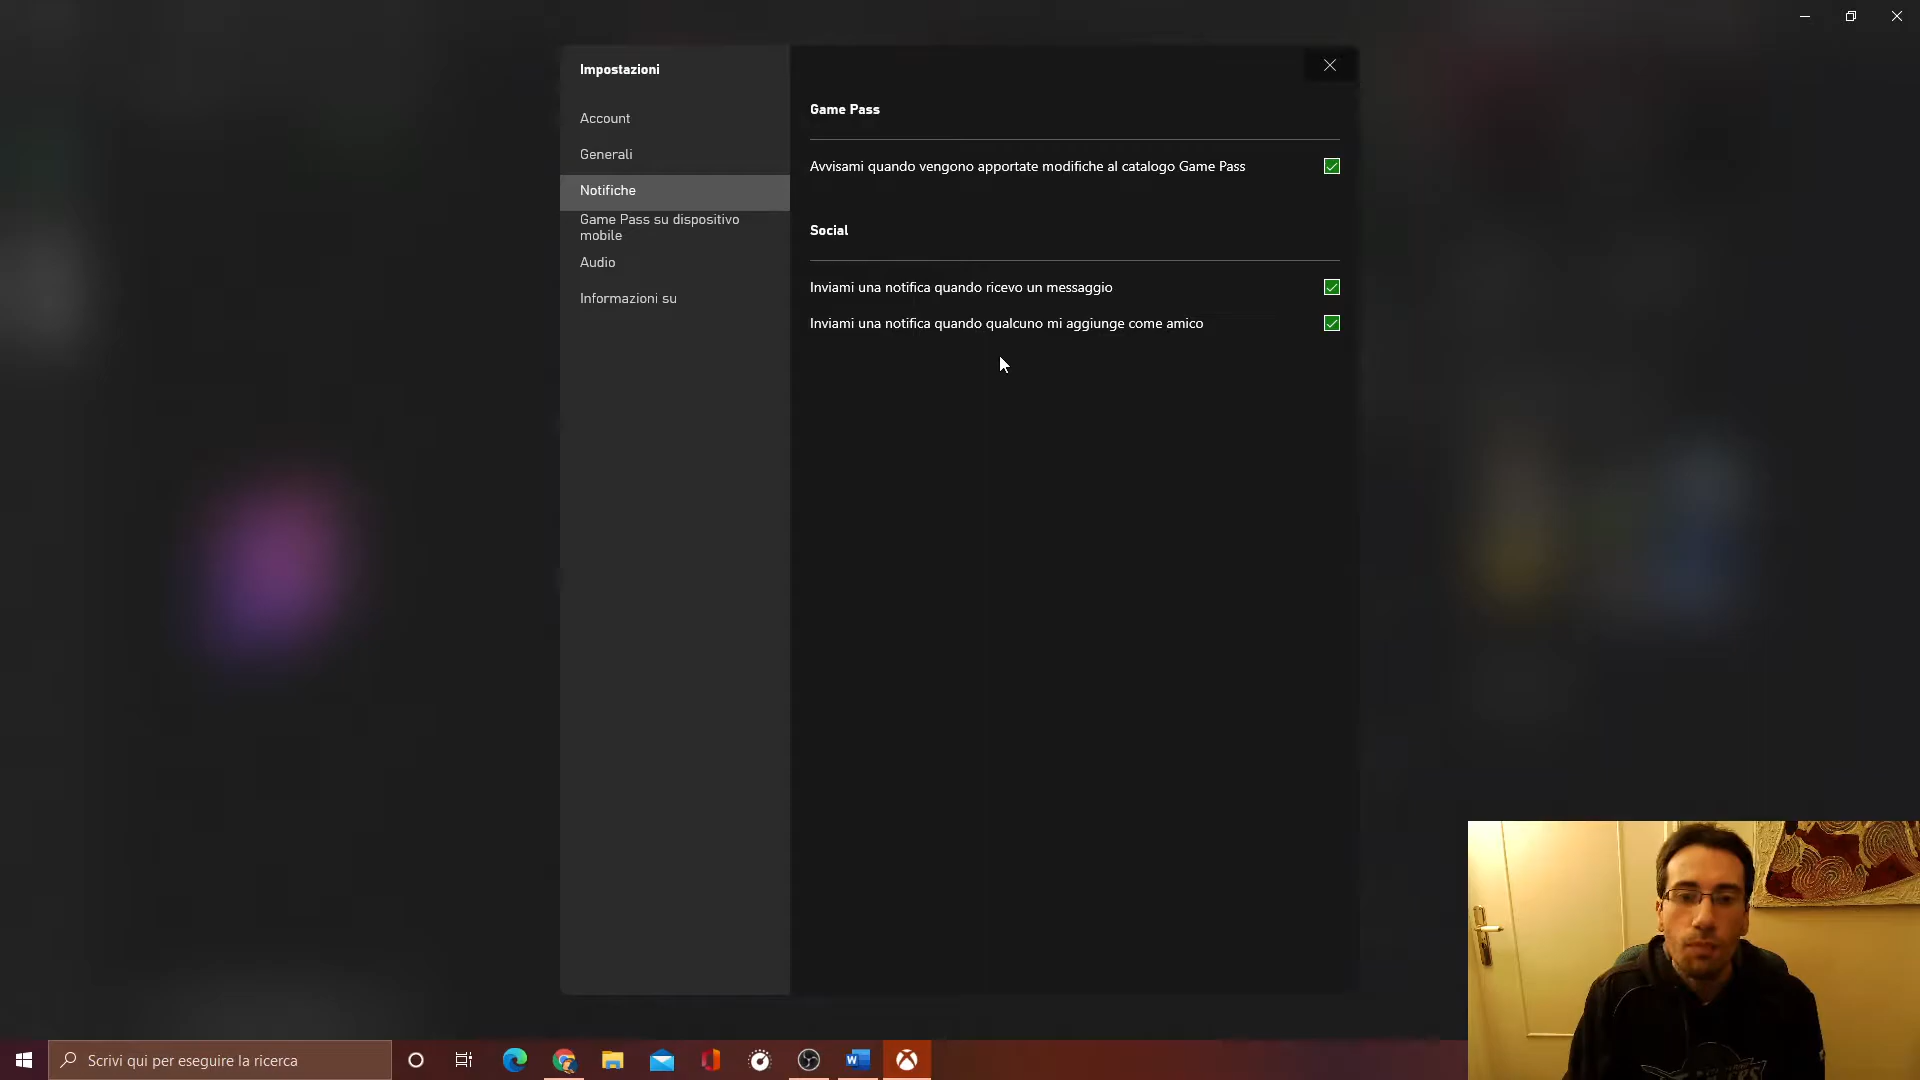 Impostazioni
Account
Generali
Notifiche
Game Pass su dispositivo
mobile
Audio
Informazioni su
Game Pass
Avvisami quando vengono apportate modifiche al catalogo Game Pass
Social
Inviami una notifica quando ricevo un messaggio
Inviami una notifica quando qualcuno mi aggiunge come amico
Scrivi qui per eseguire la ricerca
W